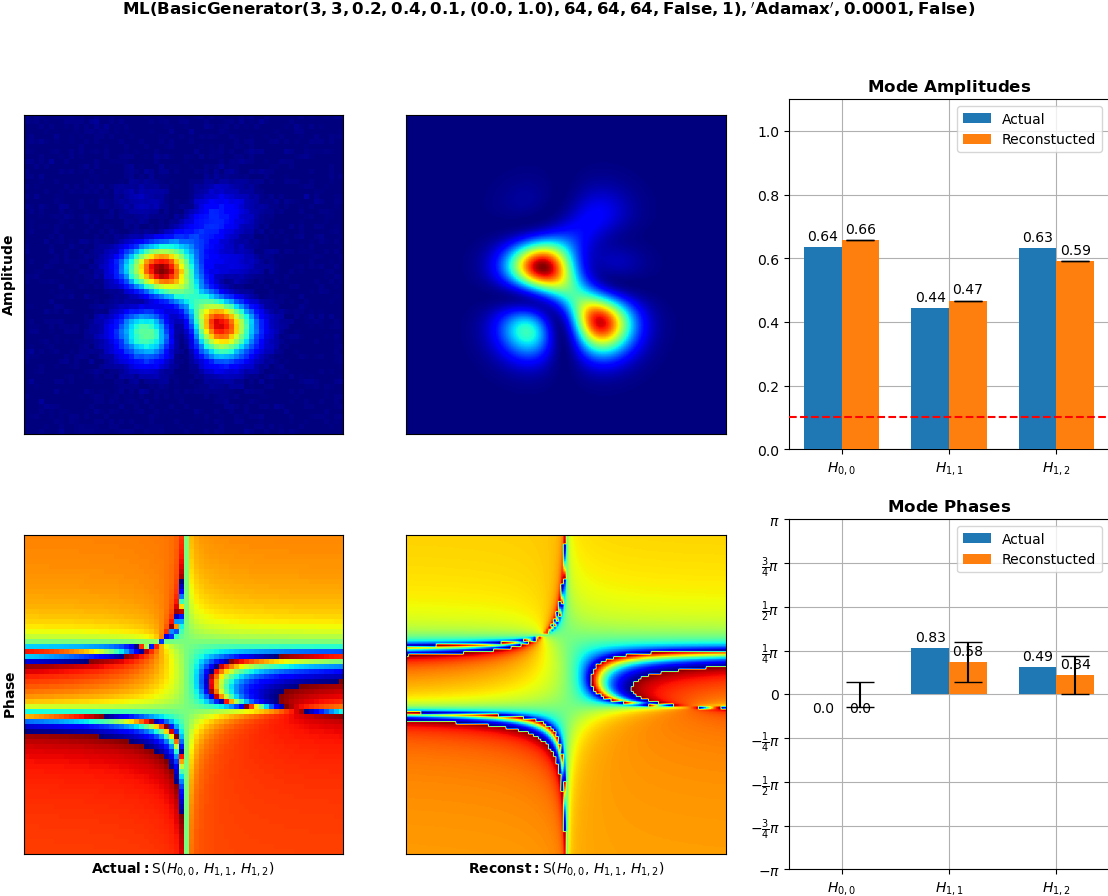 ML(BasicGenerator(3, 3, 0.2, 0.4, 0.1, (0.0, 1.0), 64, 64, 64, False, 1), ′Adamax′, 0.0001, False)
Mode Amplitudes
Actual
Reconstucted
1.0
0.8
0.6
0.4
0.2
0.0
0.64
0.66
0.44
0.47
0.63
0.59
H0,0
H1,1
H1,2
Amplitude
Mode Phases
Actual
Reconstucted
π
3/4π
1/2π
1/4π
0
−1/4π
−1/2π
−3/4π
−π
0.0
0.0
0.83
0.58
0.49
0.34
H0,0
H1,1
H1,2
Phase
Actual: S(H0,0, H1,1, H1,2)
Reconst: S(H0,0, H1,1, H1,2)